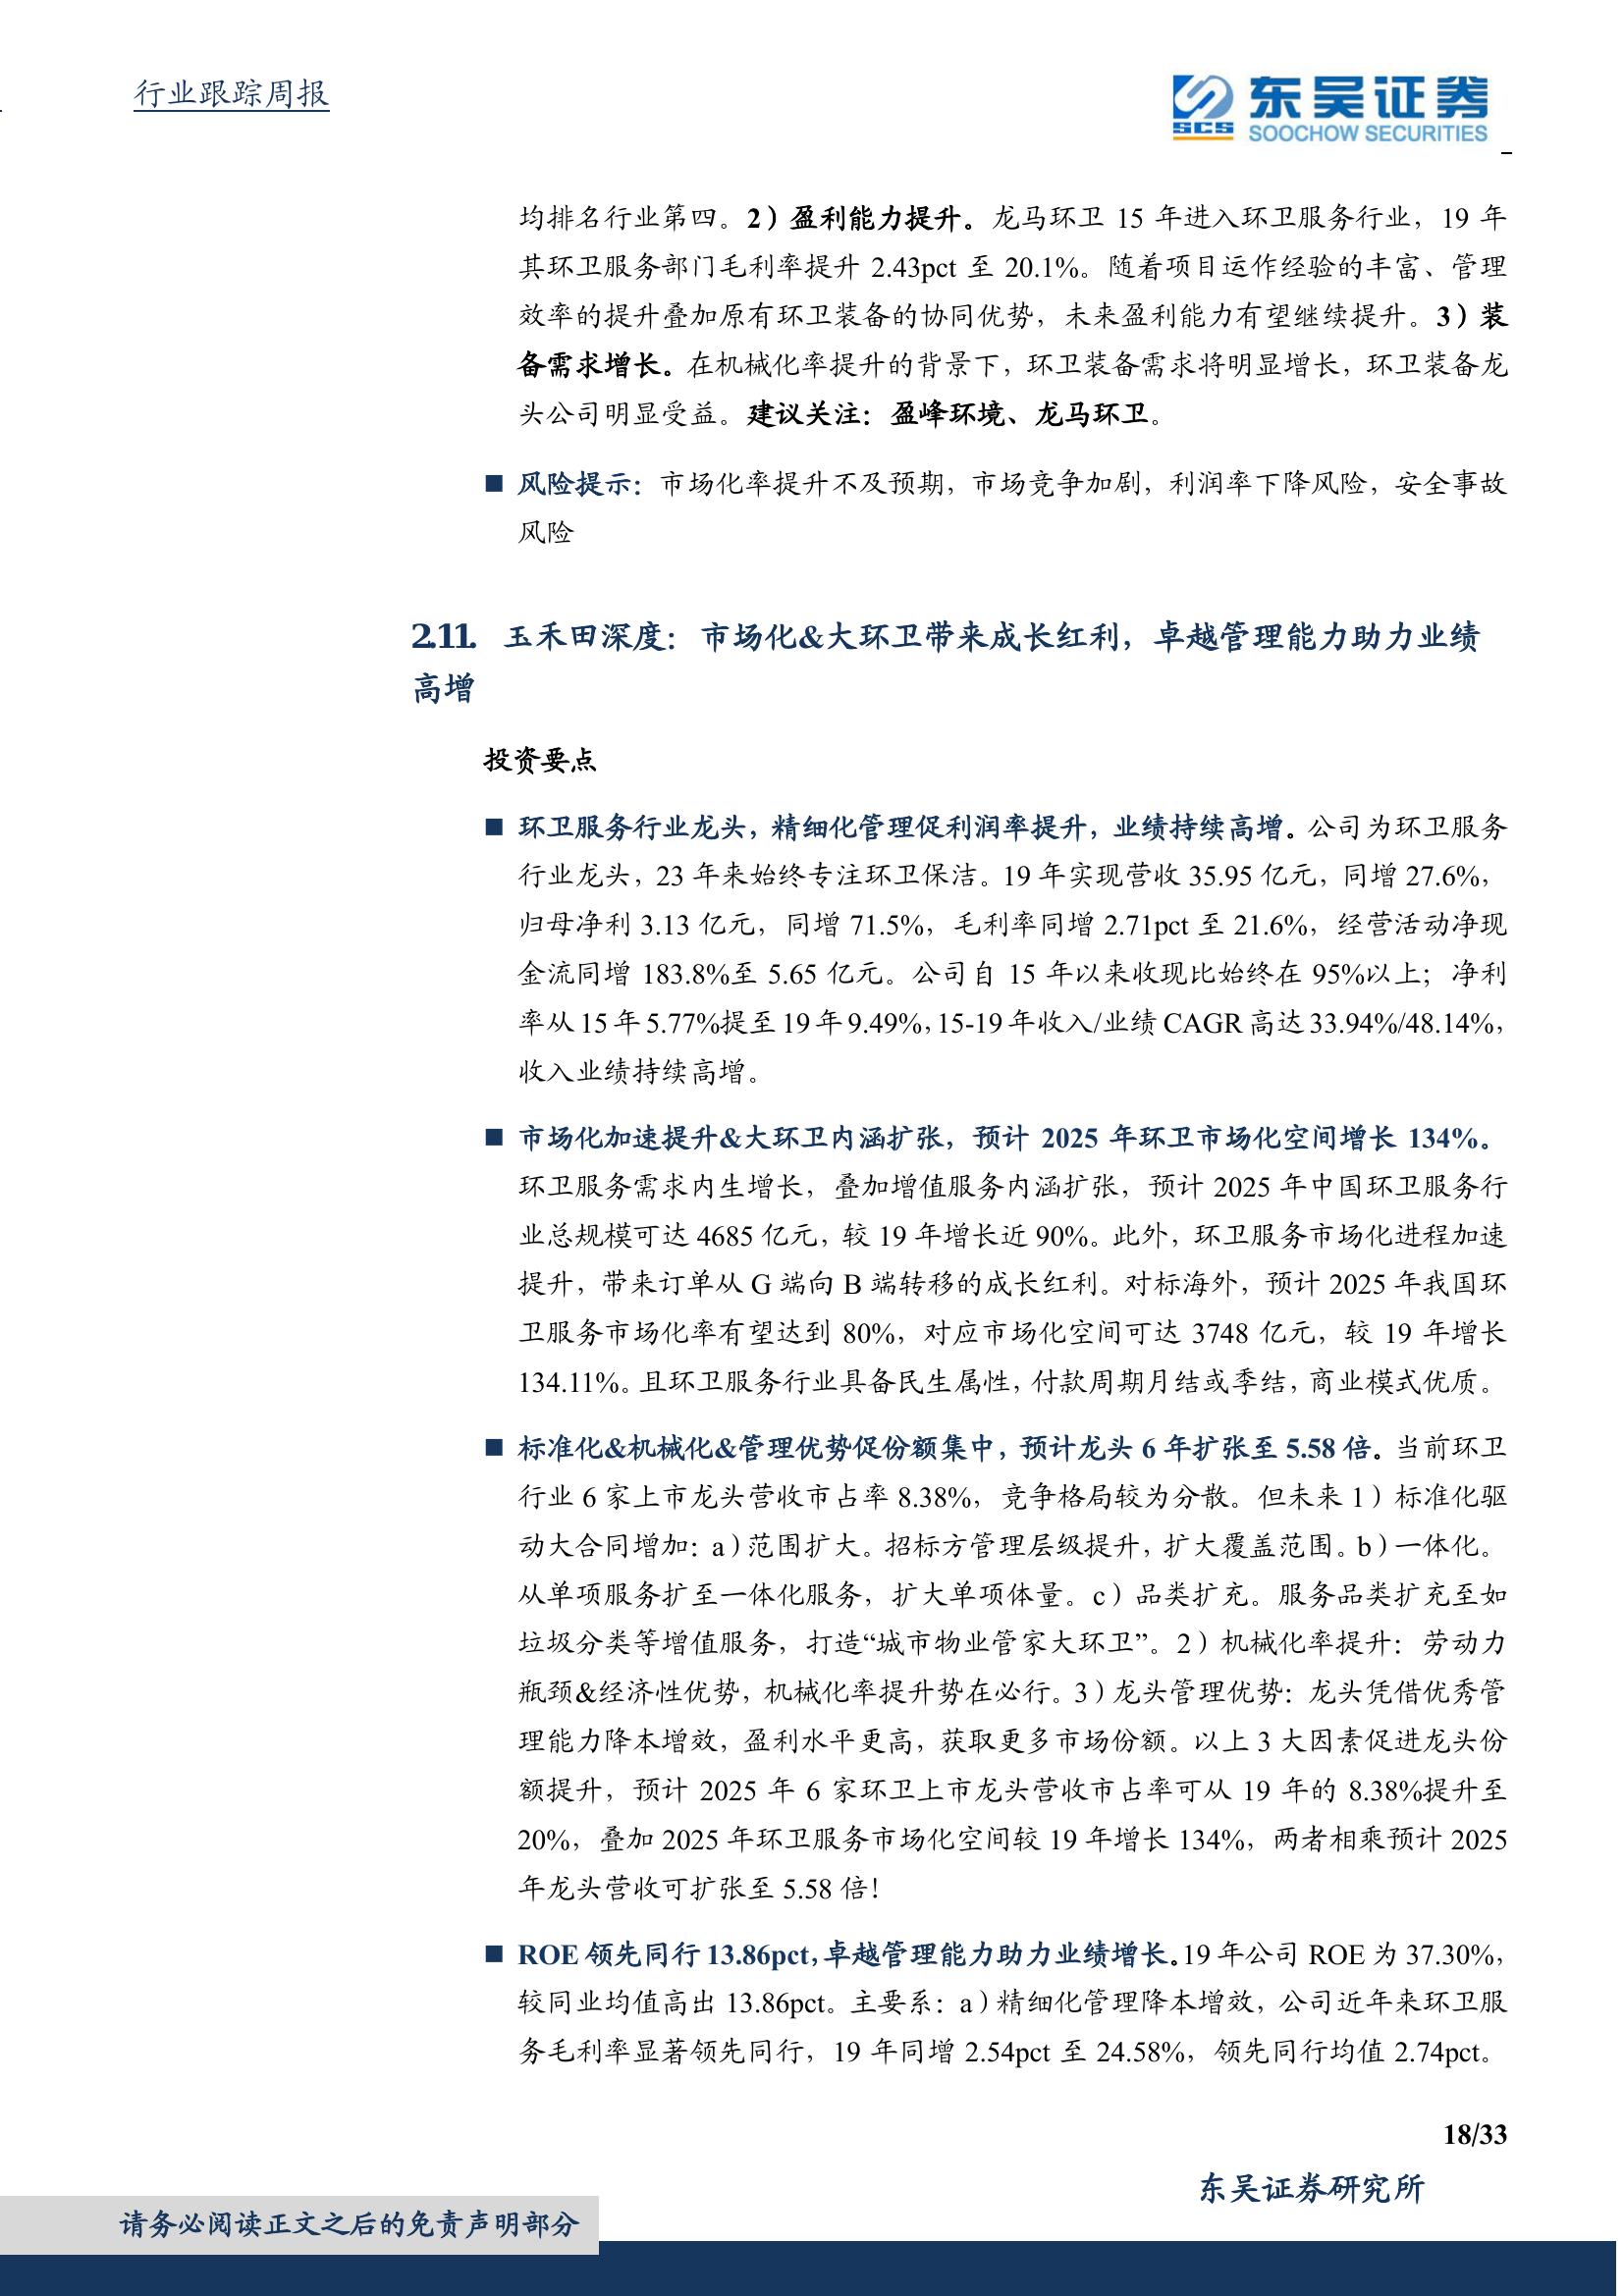 行业跟踪周报
SCS 东吴证券
SOOCHOW SECURITIES
均排名行业第四。2）盈利能力提升。龙马环卫 15 年进入环卫服务行业，19 年
其环卫服务部门毛利率提升 2.43pct 至 20.1%。随着项目运作经验的丰富、管理
效率的提升叠加原有环卫装备的协同优势，未来盈利能力有望继续提升。3）装
备需求增长。在机械化率提升的背景下，环卫装备需求将明显增长，环卫装备龙
头公司明显受益。建议关注：盈峰环境、龙马环卫。
■ 风险提示：市场化率提升不及预期，市场竞争加剧，利润率下降风险，安全事故
风险
2.11. 玉禾田深度：市场化&大环卫带来成长红利，卓越管理能力助力业绩
高增
投资要点
■ 环卫服务行业龙头，精细化管理促利润率提升，业绩持续高增。公司为环卫服务
行业龙头，23 年来始终专注环卫保洁。19 年实现营收 35.95 亿元，同增 27.6%，
归母净利 3.13 亿元，同增 71.5%，毛利率同增 2.71pct 至 21.6%，经营活动净现
金流同增 183.8%至 5.65 亿元。公司自 15 年以来收现比始终在 95%以上；净利
率从 15 年 5.77%提至 19 年 9.49%，15-19 年收入/业绩 CAGR 高达 33.94%/48.14%，
收入业绩持续高增。
■ 市场化加速提升&大环卫内涵扩张，预计 2025 年环卫市场化空间增长 134%。
环卫服务需求内生增长，叠加增值服务内涵扩张，预计 2025 年中国环卫服务行
业总规模可达 4685 亿元，较 19 年增长近 90%。此外，环卫服务市场化进程加速
提升，带来订单从 G 端向 B 端转移的成长红利。对标海外，预计 2025 年我国环
卫服务市场化率有望达到 80%，对应市场化空间可达 3748 亿元，较 19 年增长
134.11%。且环卫服务行业具备民生属性，付款周期月结或季结，商业模式优质。
■ 标准化&机械化&管理优势促份额集中，预计龙头 6 年扩张至 5.58 倍。当前环卫
行业 6 家上市龙头营收市占率 8.38%，竞争格局较为分散。但未来 1）标准化驱
动大合同增加：a）范围扩大。招标方管理层级提升，扩大覆盖范围。b）一体化。
从单项服务扩至一体化服务，扩大单项体量。c）品类扩充。服务品类扩充至如
垃圾分类等增值服务，打造“城市物业管家大环卫”。2）机械化率提升：劳动力
瓶颈&经济性优势，机械化率提升势在必行。3）龙头管理优势：龙头凭借优秀管
理能力降本增效，盈利水平更高，获取更多市场份额。以上 3 大因素促进龙头份
额提升，预计 2025 年 6 家环卫上市龙头营收市占率可从 19 年的 8.38%提升至
20%，叠加 2025 年环卫服务市场化空间较 19 年增长 134%，两者相乘预计 2025
年龙头营收可扩张至 5.58 倍！
■ ROE 领先同行 13.86pct，卓越管理能力助力业绩增长。19 年公司 ROE 为 37.30%，
较同业均值高出 13.86pct。主要系：a）精细化管理降本增效，公司近年来环卫服
务毛利率显著领先同行，19 年同增 2.54pct 至 24.58%，领先同行均值 2.74pct。
18/33
东吴证券研究所
请务必阅读正文之后的免责声明部分